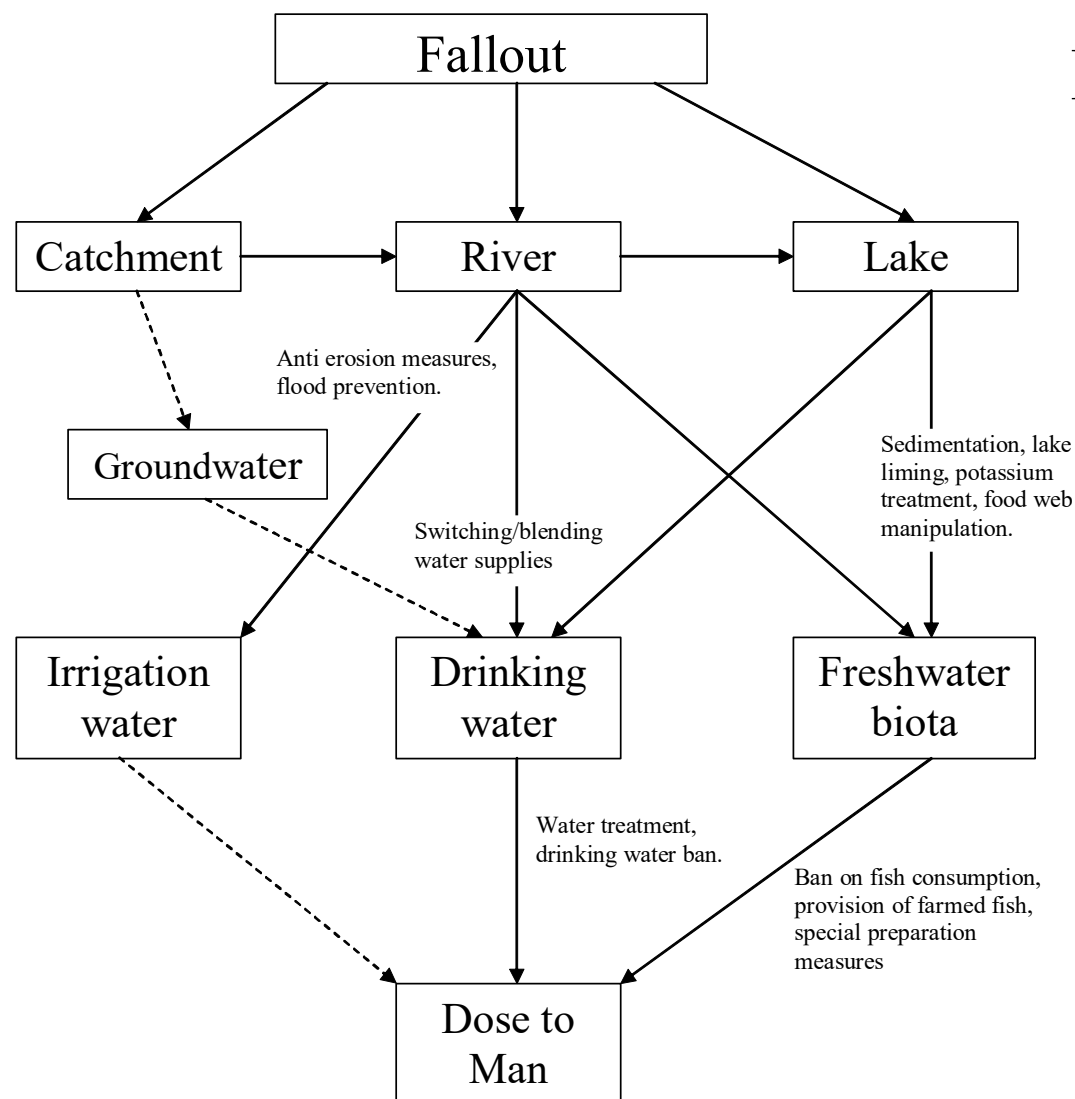 Fallout
Catchment
River
Lake
Anti erosion measures,
flood prevention.
Groundwater
Sedimentation, lake
liming, potassium
treatment, food web
manipulation.
Switching/blending
water supplies
Irrigation
water
Drinking
water
Freshwater
biota
Water treatment,
drinking water ban.
Ban on fish consumption,
provision of farmed fish,
special preparation
measures
Dose to
Man